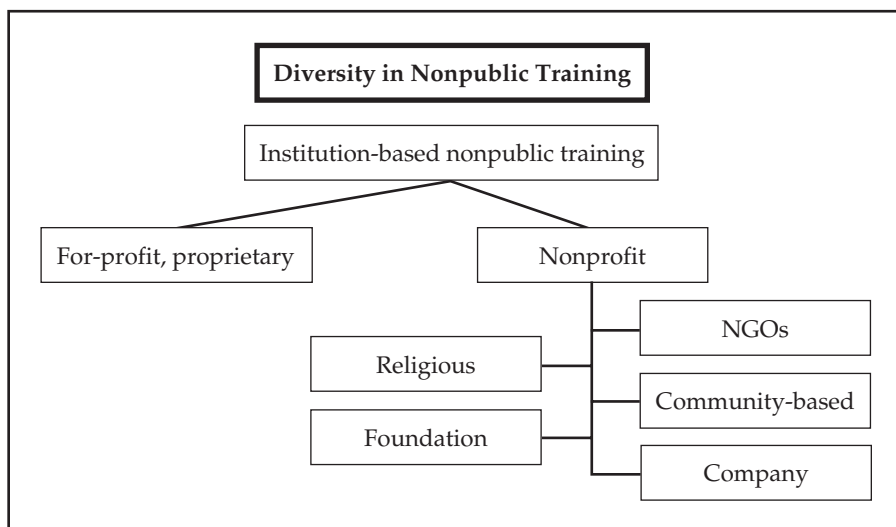 Diversity in Nonpublic Training
Institution-based nonpublic training
For-profit, proprietary
Nonprofit
NGOs
Religious
Community-based
Foundation
Company